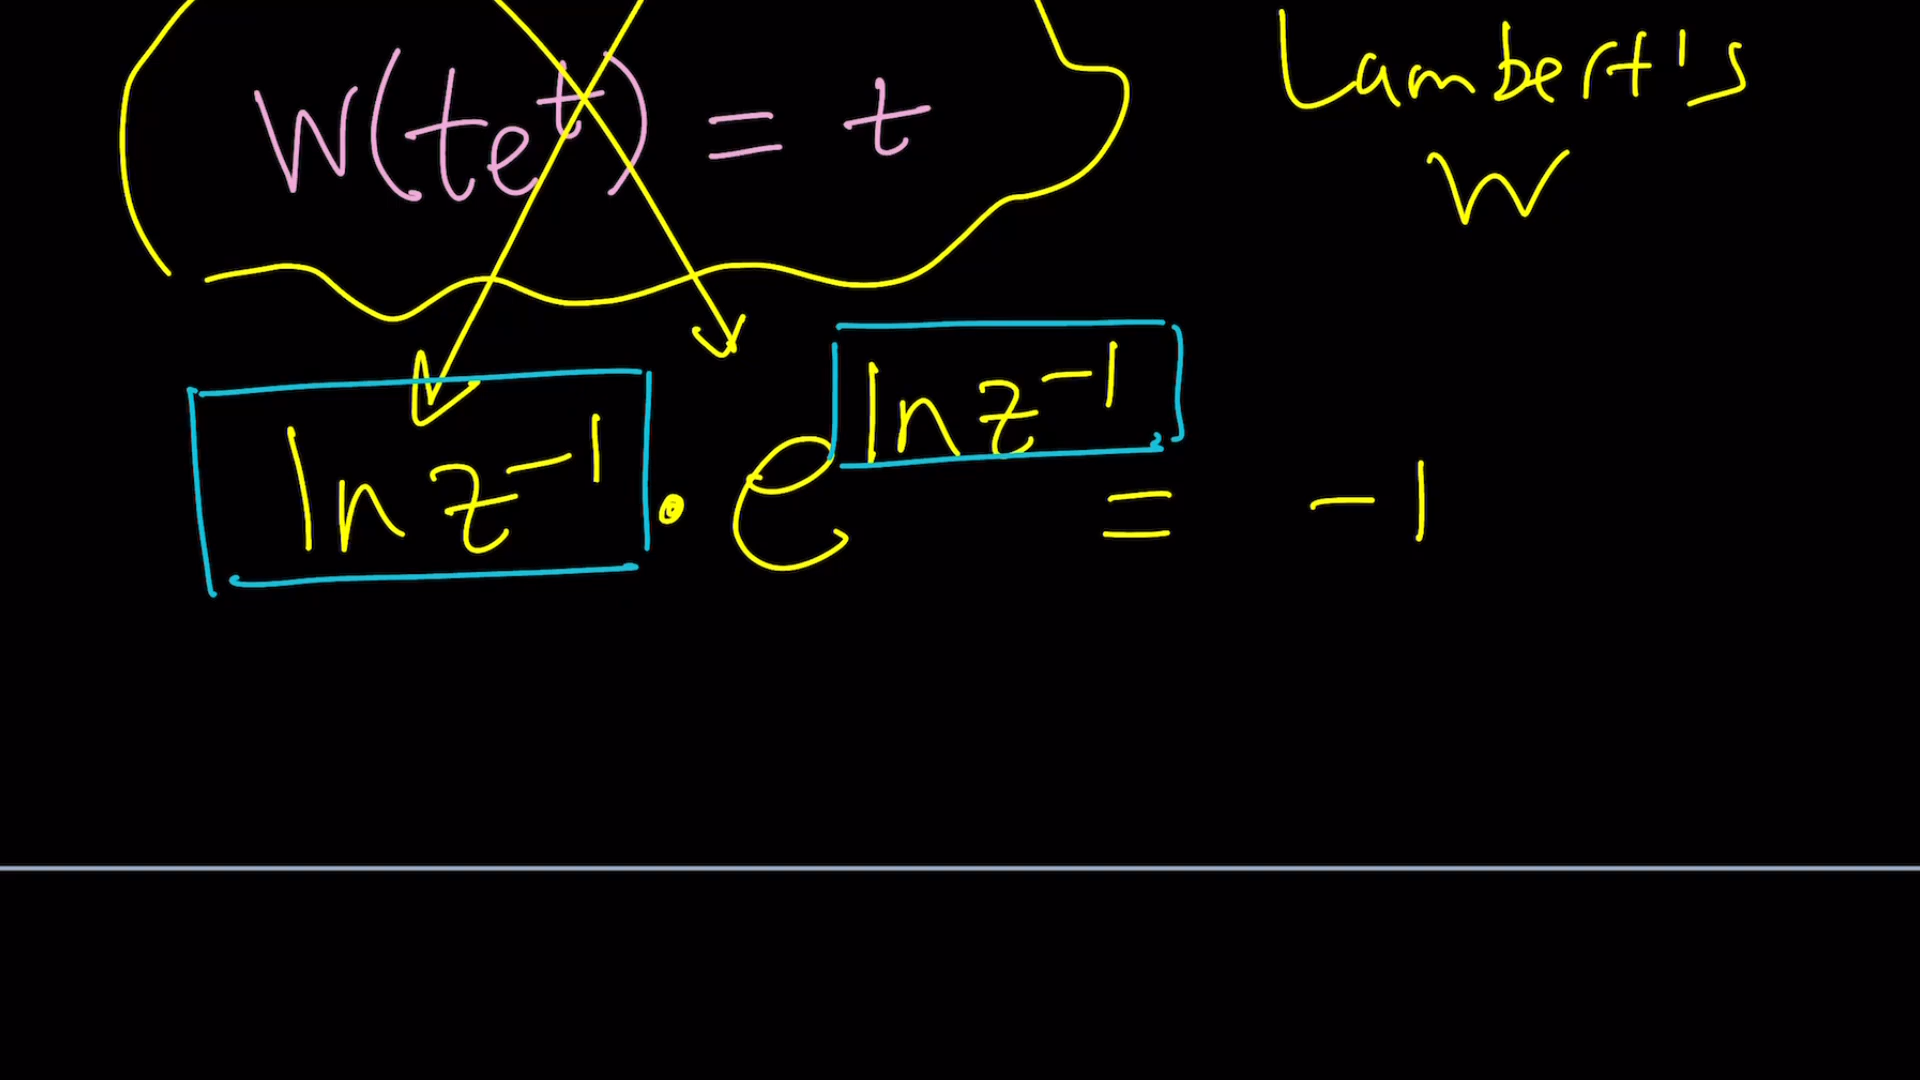 W(te^t) = t
Lambert's
W
ln z^-1 · e^ln z^-1 = -1